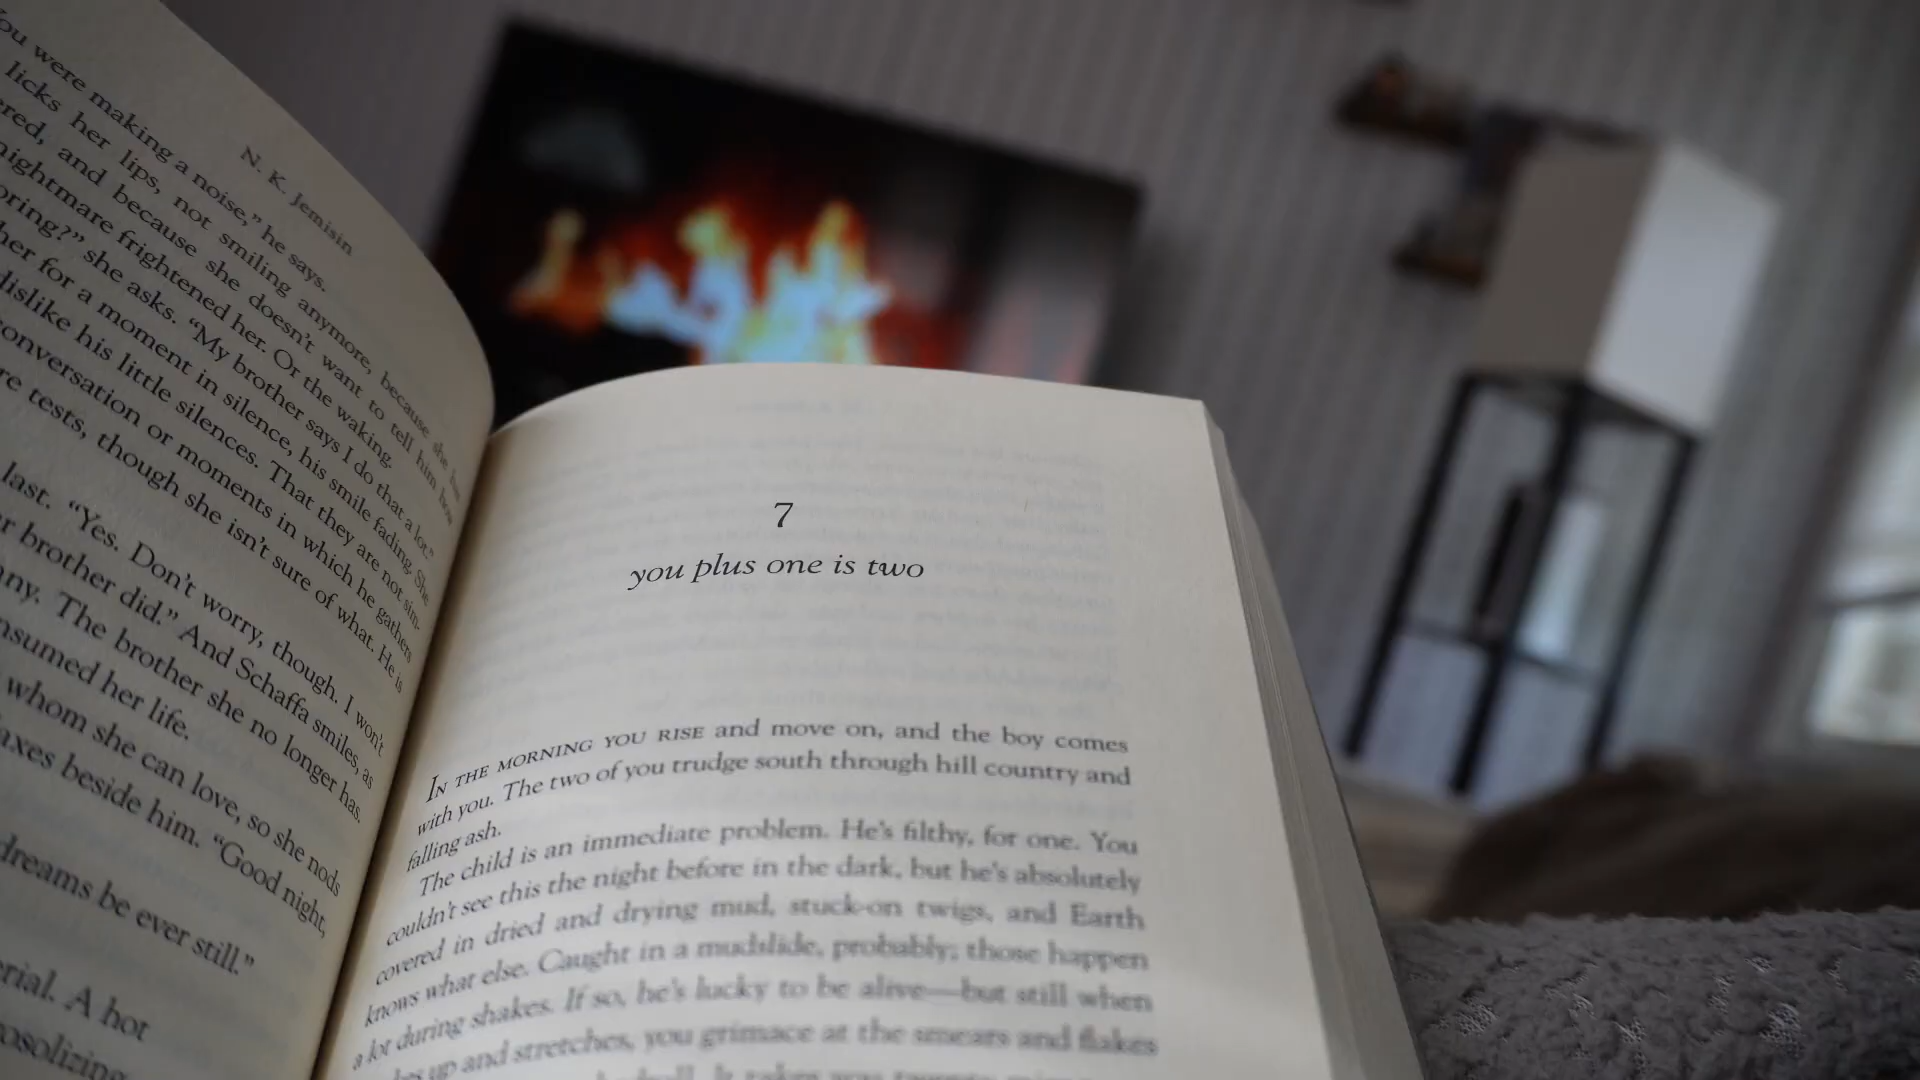 N. K. Jemisin
You were making a noise,” he says.
licks her lips, not smiling anymore, because she has
and because she doesn't want to tell him how
nightmare frightened her. Or the waking.
she asks. “My brother says I do that a lot.”
her for a moment in silence, his smile fading. She
dislike his little silences. That they are not sim-
conversation or moments in which he gathers
tests, though she isn't sure of what. He is
last. “Yes. Don't worry, though. I won't
brother did.” And Schaffa smiles, as
The brother she no longer has.
her life.
whom she can love, so she nods
beside him. “Good night,
dreams be ever still.”
A hot
7
you plus one is two
IN THE MORNING YOU RISE and move on, and the boy comes
with you. The two of you trudge south through hill country and
falling ash.
The child is an immediate problem. He's filthy, for one. You
couldn't see this the night before in the dark, but he's absolutely
covered in dried and drying mud, stuck-on twigs, and Earth
knows what else. Caught in a mudslide, probably; those happen
a lot during shakes. If so, he's lucky to be alive—but still when
up and stretches, you grimace at the smears and flakes